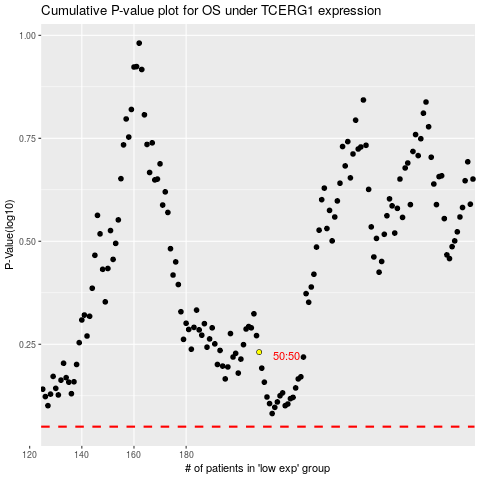 Cumulative P-value plot for OS under TCERG1 expression
P-Value(log10)
1.00
0.75
0.50
0.25
50:50
120 140 160 180
# of patients in 'low exp' group